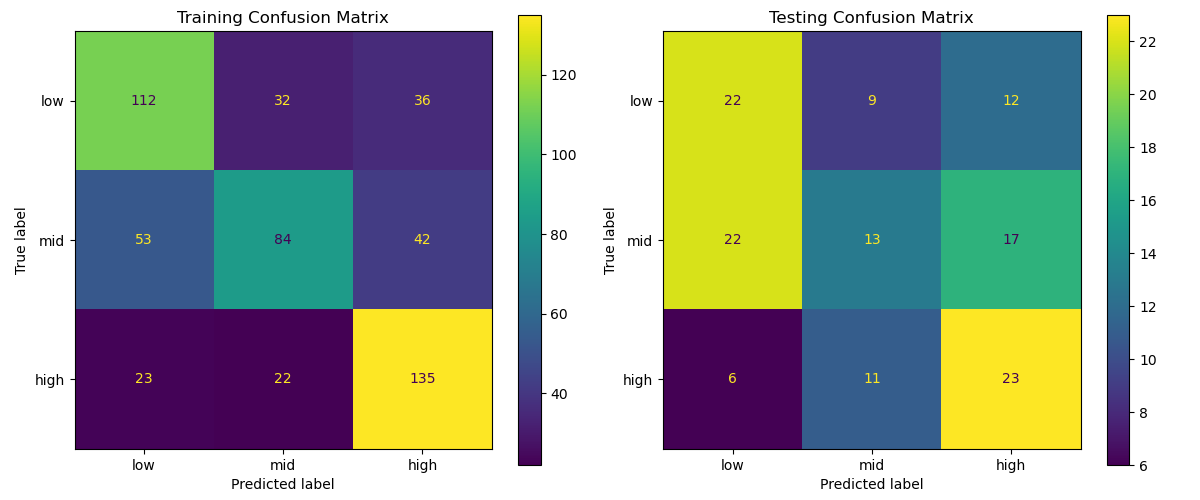 Training Confusion Matrix
True label
low
mid
high
112 32 36
53 84 42
23 22 135
low mid high
Predicted label
120
100
80
60
40
Testing Confusion Matrix
True label
low
mid
high
22 9 12
22 13 17
6 11 23
low mid high
Predicted label
22
20
18
16
14
12
10
8
6